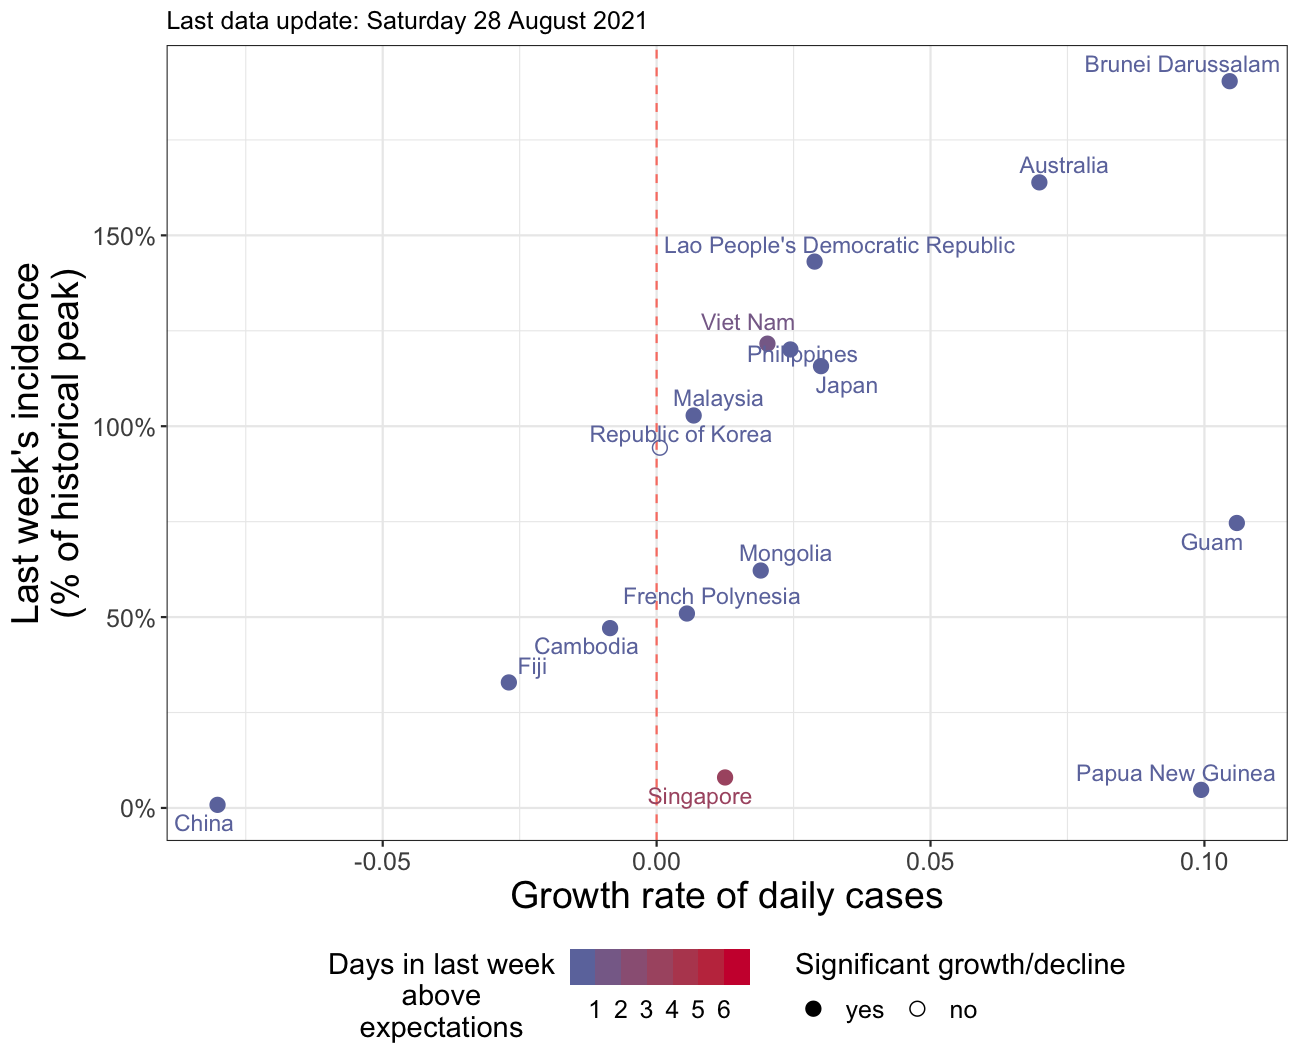 Last data update: Saturday 28 August 2021
Brunei Darussalam
Australia
150%
Lao People's Democratic Republic
Viet Nam
Philippines
Japan
Malaysia
100%
Republic of Korea
Last week's incidence
(% of historical peak)
Guam
Mongolia
French Polynesia
50%
Cambodia
Fiji
Papua New Guinea
Singapore
0%
China
-0.05 0.00 0.05 0.10
Growth rate of daily cases
Days in last week
above
expectations
1 2 3 4 5 6
Significant growth/decline
yes no